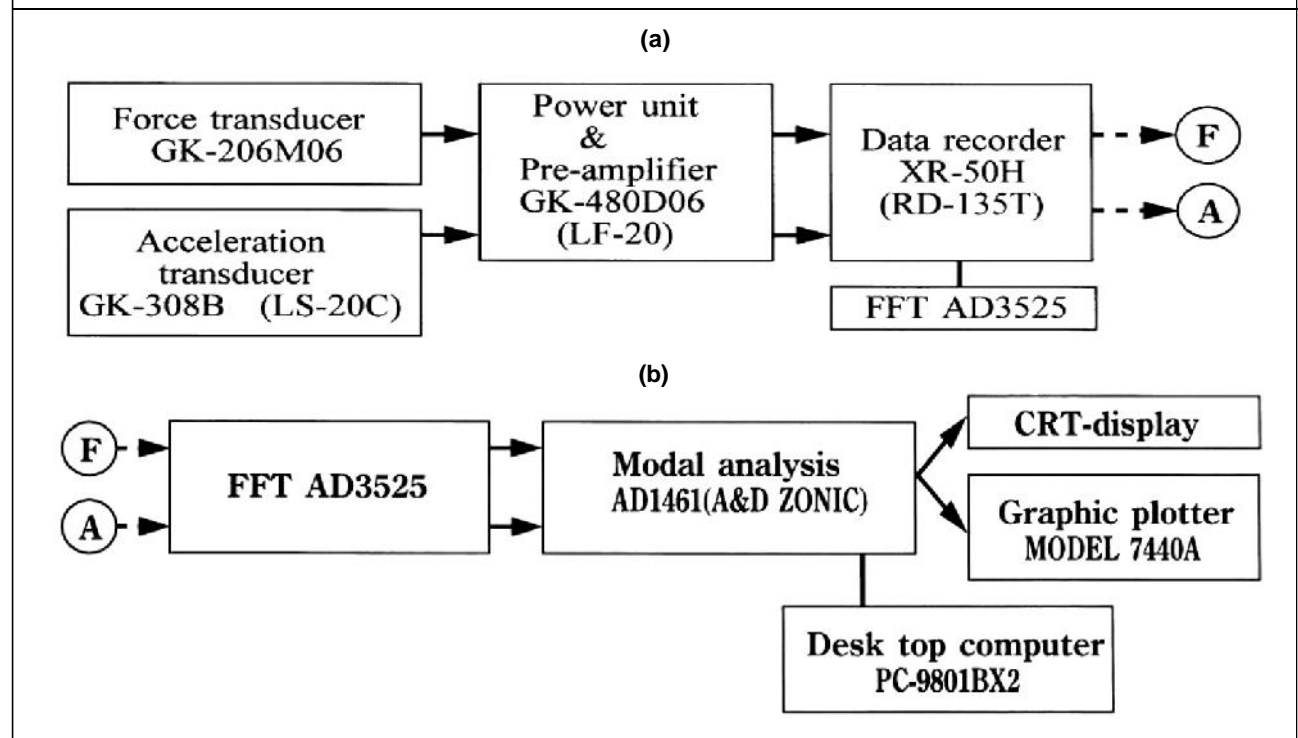 (a)
Force transducer
GK-206M06
Acceleration
transducer
GK-308B (LS-20C)
Power unit
&
Pre-amplifier
GK-480D06
(LF-20)
Data recorder
XR-50H
(RD-135T)
FFT AD3525
F
A
(b)
F
A
FFT AD3525
Modal analysis
AD1461(A&D ZONIC)
CRT-display
Graphic plotter
MODEL 7440A
Desk top computer
PC-9801BX2